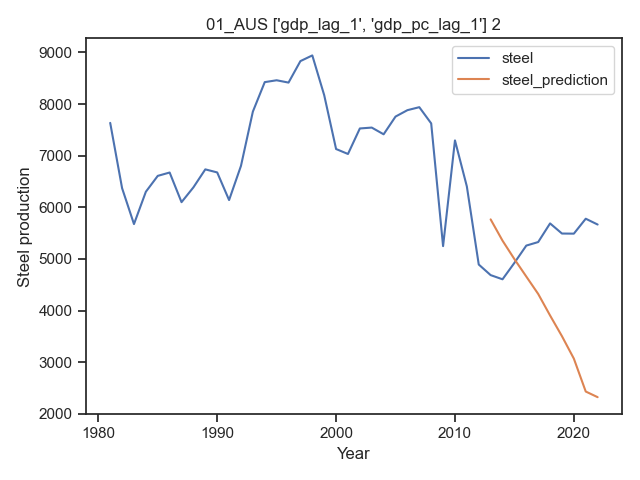 01_AUS ['gdp_lag_1', 'gdp_pc_lag_1'] 2
steel
steel_prediction
9000
8000
7000
6000
5000
4000
3000
2000
Steel production
1980
1990
2000
2010
2020
Year